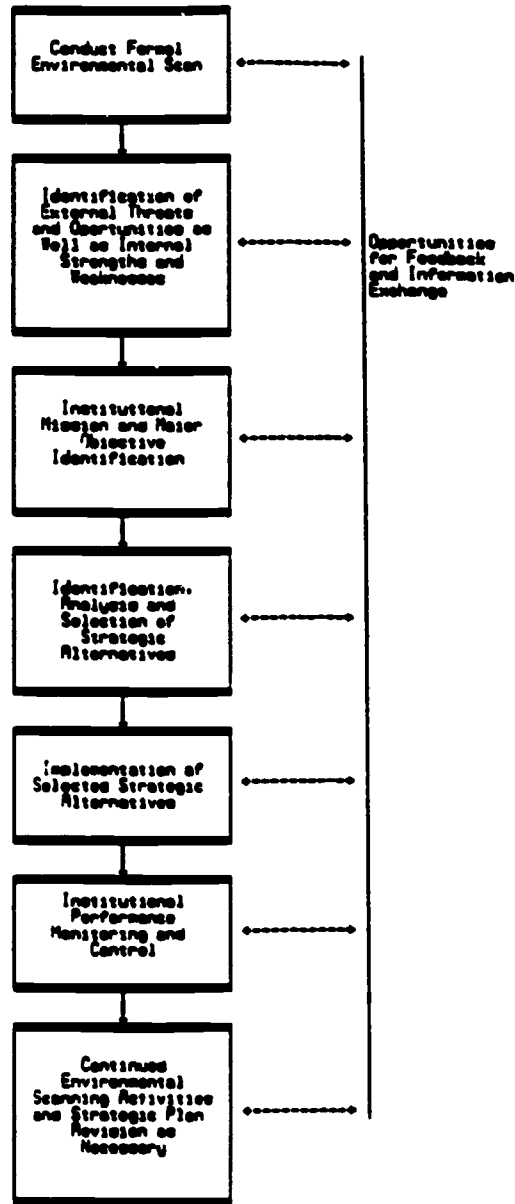 Conduct Formal
Environmental Scan
Identification of
External Threats
and Oportunities as
Well as Internal
Strengths and
Weaknesses
Opportunities
for Feedback
and Information
Exchange
Institutional
Mission and Major
Objective
Identification
Identification,
Analysis and
Selection of
Strategic
Alternatives
Implementation of
Selected Strategic
Alternatives
Institutional
Performance
Monitoring and
Control
Continued
Environmental
Scanning Activities
and Strategic Plan
Revision as
Necessary